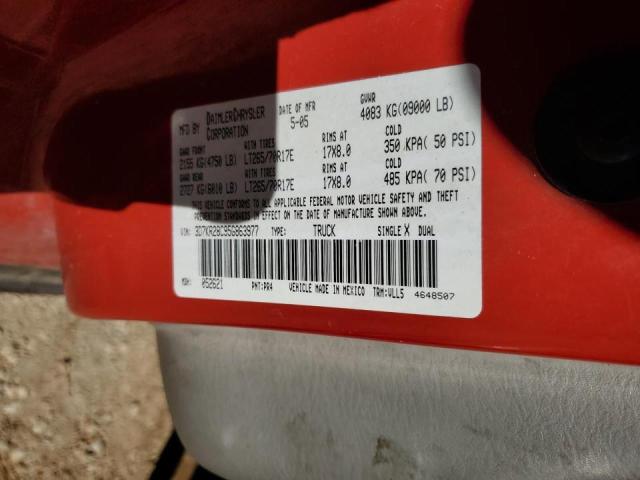 MFD BY DAIMLERCHRYSLER CORPORATION DATE OF MFR 5-05 GVWR 4083 KG(09000 LB)
GAWR FRONT WITH TIRES RIMS AT COLD
2155 KG(4750 LB) LT265/70R17E 17X8.0 350 KPA( 50 PSI)
GAWR REAR WITH TIRES RIMS AT COLD
2727 KG(6010 LB) LT265/70R17E 17X8.0 485 KPA( 70 PSI)
THIS VEHICLE CONFORMS TO ALL APPLICABLE FEDERAL MOTOR VEHICLE SAFETY AND THEFT
PREVENTION STANDARDS IN EFFECT ON THE DATE OF MANUFACTURE SHOWN ABOVE.
VIN: 3D7KR28C95G863977 TYPE: TRUCK SINGLE X DUAL
MDH: 052621 PNT:PR4 VEHICLE MADE IN MEXICO TRM:VLL5 4648507